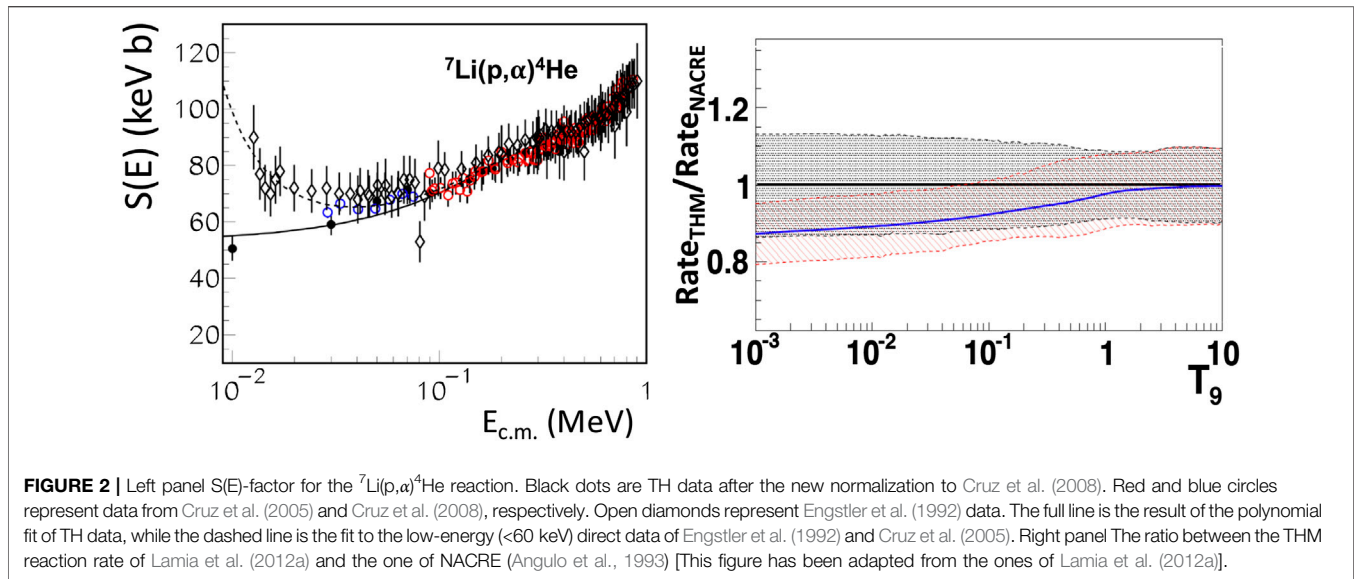 S(E) (keV b)
120
100
80
60
40
20
⁷Li(p,α)⁴He
10⁻²
10⁻¹
1
E_c.m. (MeV)
Rate_THM/Rate_NACRE
1.2
1
0.8
10⁻³
10⁻²
10⁻¹
1
10
T₉
FIGURE 2 | Left panel S(E)-factor for the ⁷Li(p,α)⁴He reaction. Black dots are TH data after the new normalization to Cruz et al. (2008). Red and blue circles
represent data from Cruz et al. (2005) and Cruz et al. (2008), respectively. Open diamonds represent Engstler et al. (1992) data. The full line is the result of the polynomial
fit of TH data, while the dashed line is the fit to the low-energy (<60 keV) direct data of Engstler et al. (1992) and Cruz et al. (2005). Right panel The ratio between the THM
reaction rate of Lamia et al. (2012a) and the one of NACRE (Angulo et al., 1993) [This figure has been adapted from the ones of Lamia et al. (2012a)].